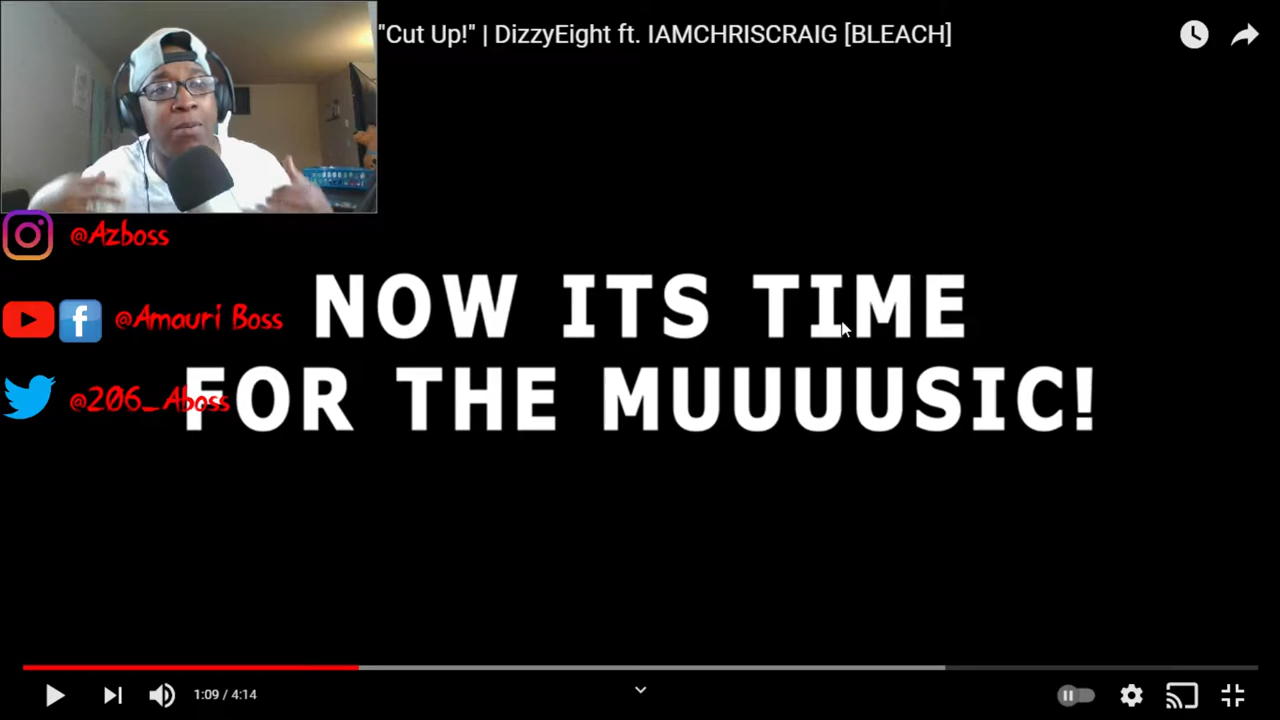 "Cut Up!" | DizzyEight ft. IAMCHRISCRAIG [BLEACH]
@Azboss
@Amauri Boss
@206_Aboss
NOW ITS TIME
FOR THE MUUUUSIC!
1:09 / 4:14